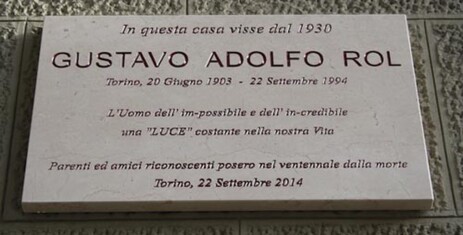 In questa casa visse dal 1930
GUSTAVO ADOLFO ROL
Torino, 20 Giugno 1903 - 22 Settembre 1994
L'Uomo dell' im-possibile e dell' in-credibile
una "LUCE" costante nella nostra Vita
Parenti ed amici riconoscenti posero nel ventennale dalla morte
Torino, 22 Settembre 2014